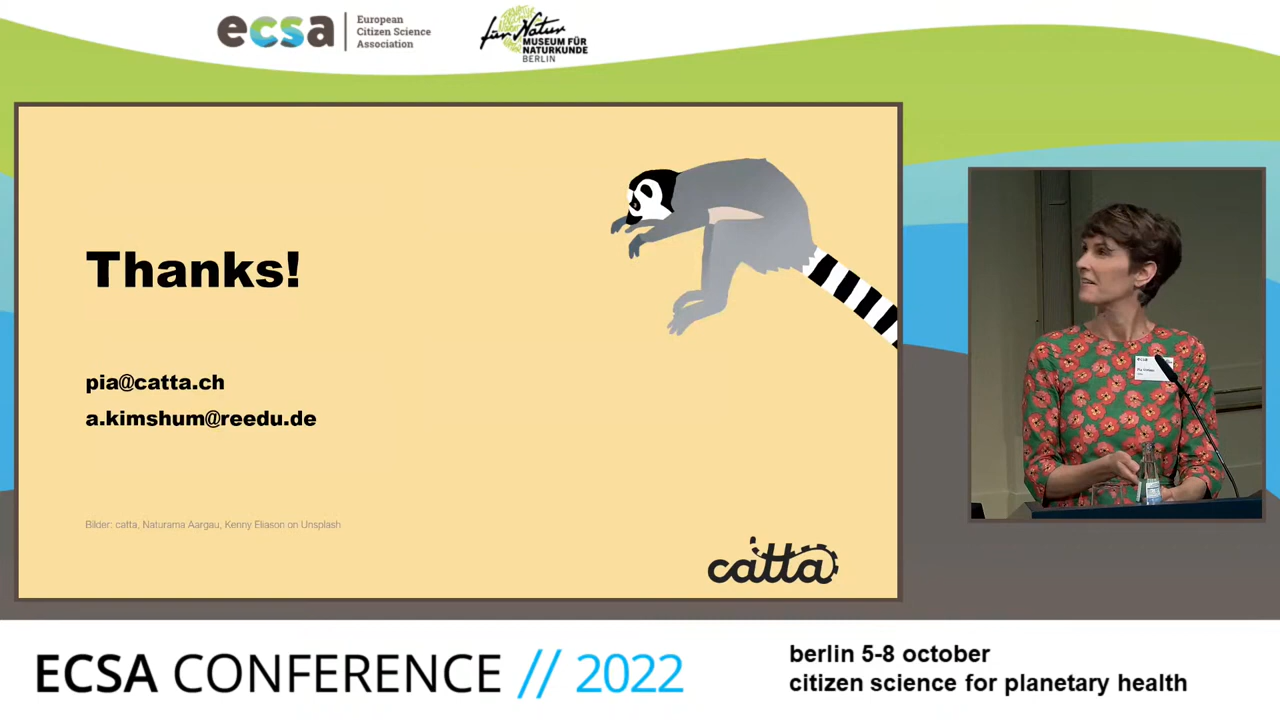 ecsa
European
Citizen Science
Association
für Natur
MUSEUM FÜR
NATURKUNDE
BERLIN
Thanks!
pia@catta.ch
a.kimshum@reedu.de
Bilder: catta, Naturama Aargau, Kenny Eliason on Unsplash
catta
ecsa
ECSA CONFERENCE // 2022
berlin 5-8 october
citizen science for planetary health